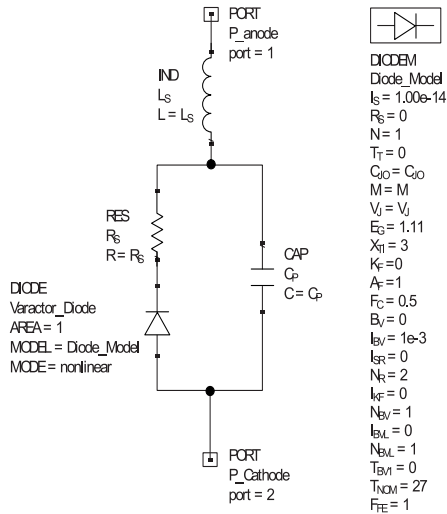 PORT
P_anode
port = 1
IND
LS
L = LS
RES
RS
R = RS
CAP
CP
C = CP
DIODE
Varactor_Diode
AREA = 1
MODEL = Diode_Model
MODE = nonlinear
PORT
P_Cathode
port = 2
DIODEM
Diode_Model
IS = 1.00e-14
RS = 0
N = 1
TT = 0
CJO = CJO
M = M
VJ = VJ
EG = 1.11
XTI = 3
KF = 0
AF = 1
FC = 0.5
BV = 0
IBV = 1e-3
ISR = 0
NR = 2
IKF = 0
NBV = 1
IBVL = 0
NBVL = 1
TBV1 = 0
TNOM = 27
FFE = 1